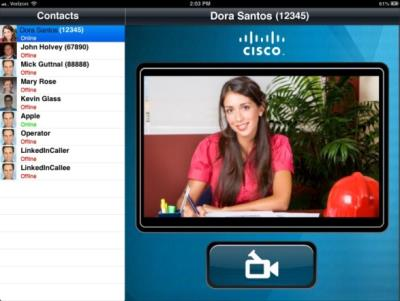 Verizon
2:03 PM
61%
Contacts
Dora Santos (12345)
Dora Santos (12345)
Online
John Holvey (67890)
Offline
Mick Guttnal (88888)
Offline
Mary Rose
Offline
Kevin Glass
Offline
Apple
Online
Operator
Offline
LinkedInCaller
Offline
LinkedInCallee
Offline
CISCO